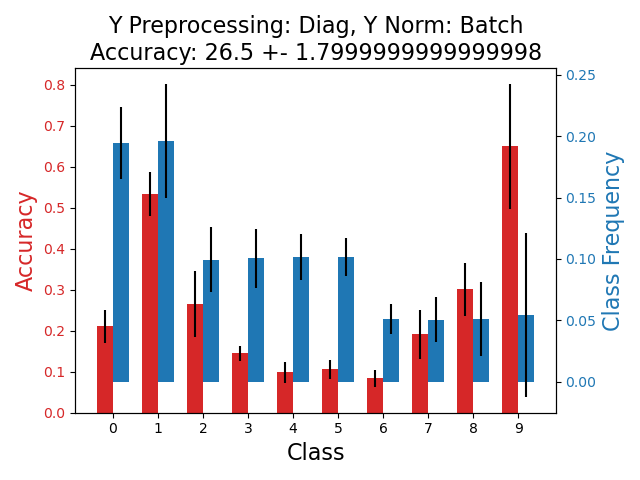 Y Preprocessing: Diag, Y Norm: Batch
Accuracy: 26.5 +- 1.7999999999999998
0.8
0.7
0.6
0.5
0.4
0.3
0.2
0.1
0.0
Accuracy
0.25
0.20
0.15
0.10
0.05
0.00
Class Frequency
0 1 2 3 4 5 6 7 8 9
Class